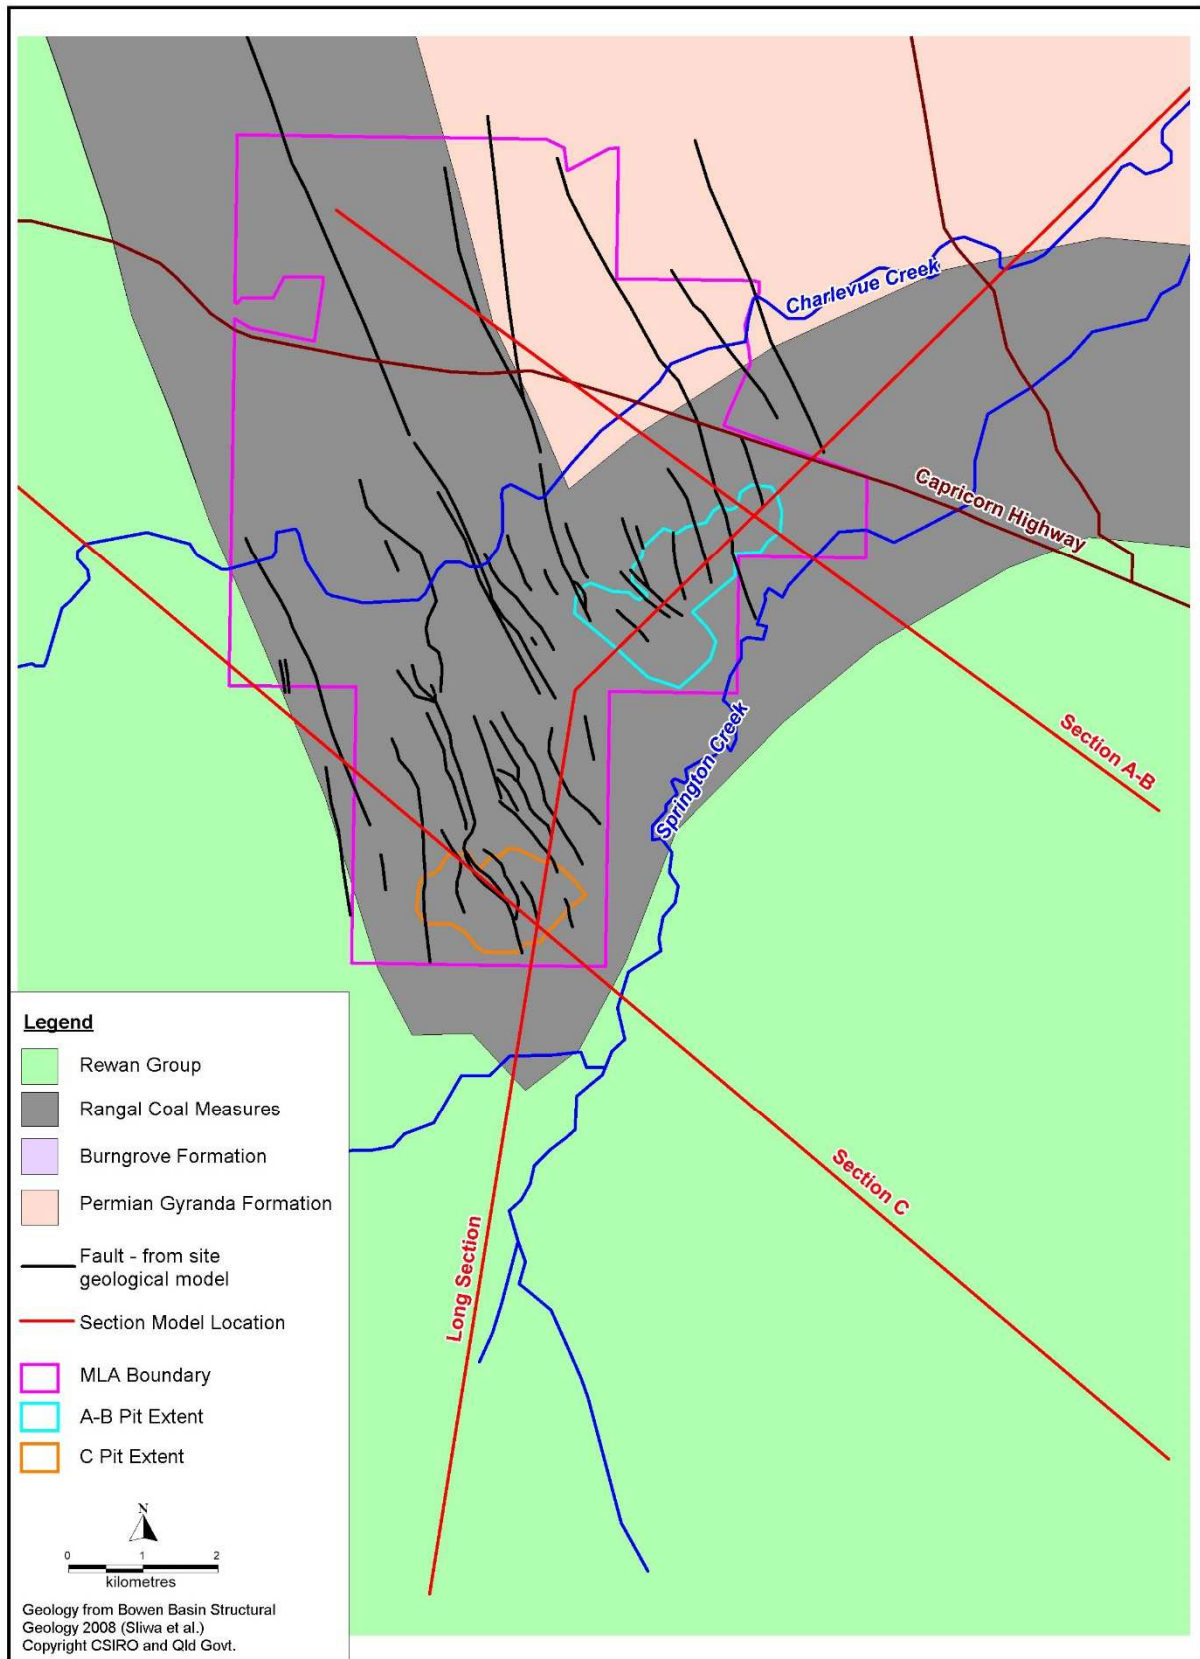 Charlevue Creek
Capricorn Highway
Section A-B
Springton Creek
Section C
Long Section
Legend
Rewan Group
Rangal Coal Measures
Burngrove Formation
Permian Gyranda Formation
Fault - from site
geological model
Section Model Location
MLA Boundary
A-B Pit Extent
C Pit Extent
N
0 1 2
kilometres
Geology from Bowen Basin Structural
Geology 2008 (Sliwa et al.)
Copyright CSIRO and Qld Govt.